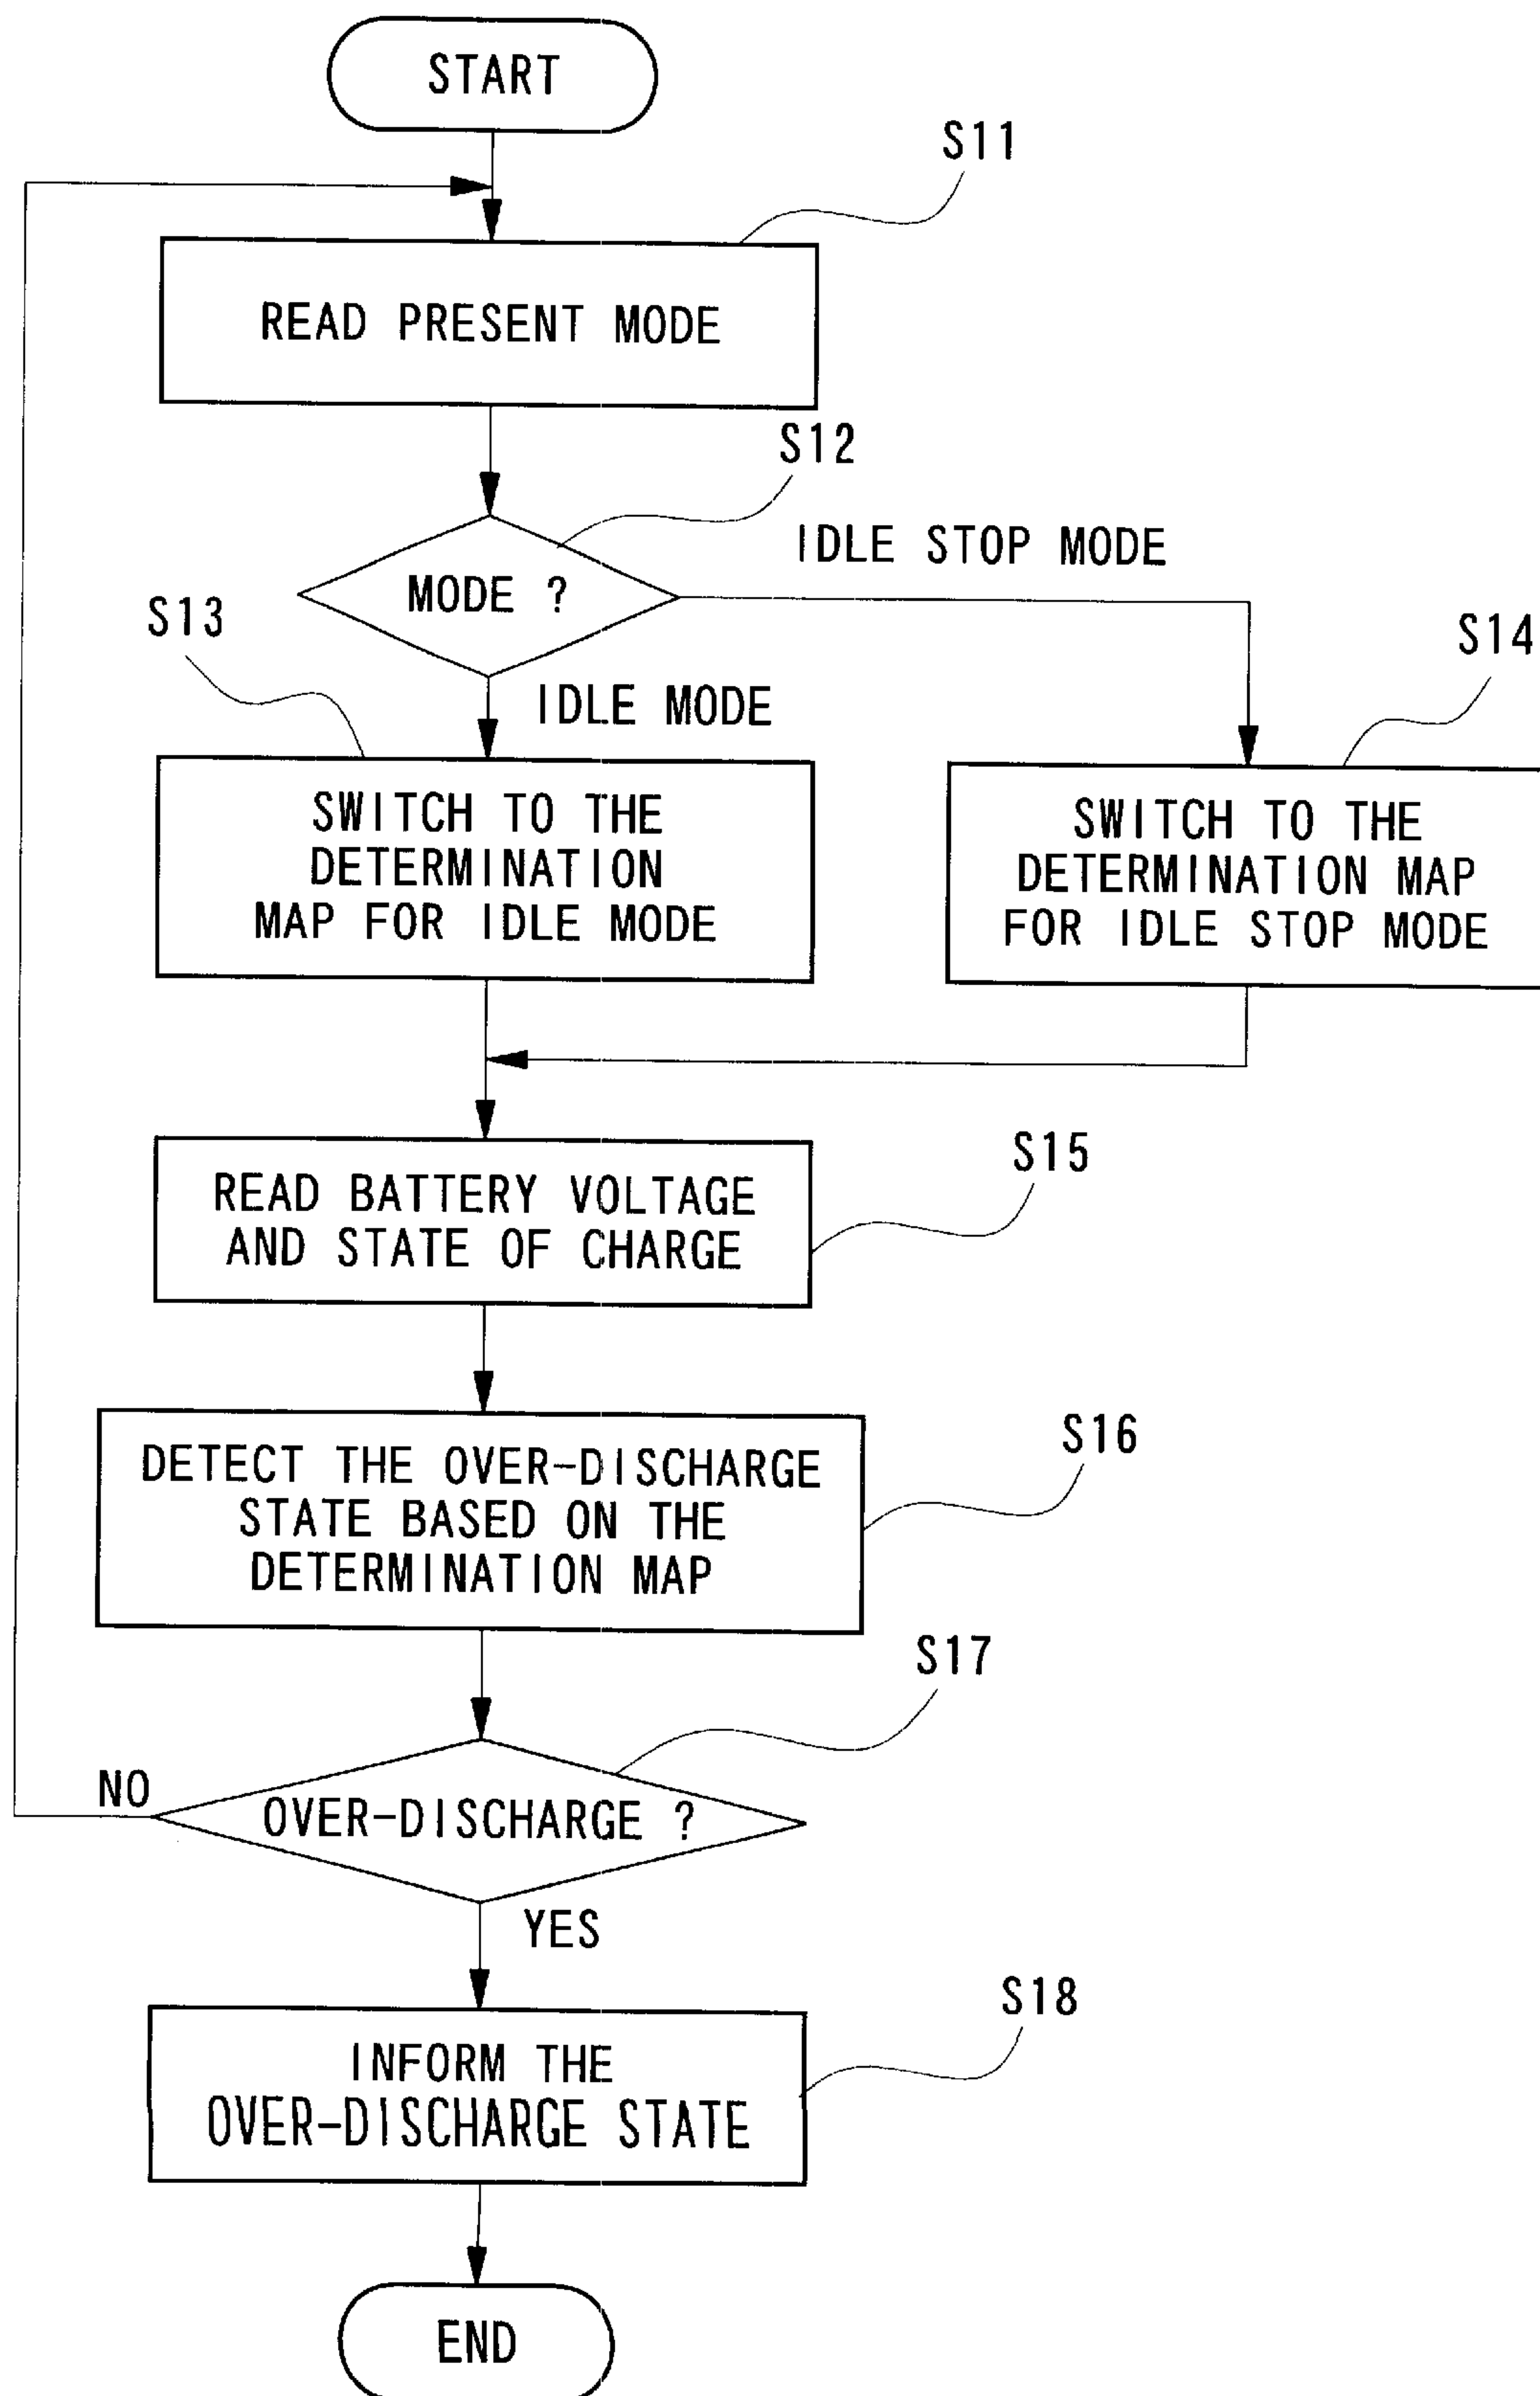 START
S11
READ PRESENT MODE
S12
IDLE STOP MODE
MODE ?
S13
S14
IDLE MODE
SWITCH TO THE
DETERMINATION
MAP FOR IDLE MODE
SWITCH TO THE
DETERMINATION MAP
FOR IDLE STOP MODE
S15
READ BATTERY VOLTAGE
AND STATE OF CHARGE
S16
DETECT THE OVER-DISCHARGE
STATE BASED ON THE
DETERMINATION MAP
S17
NO
OVER-DISCHARGE ?
YES
S18
INFORM THE
OVER-DISCHARGE STATE
END